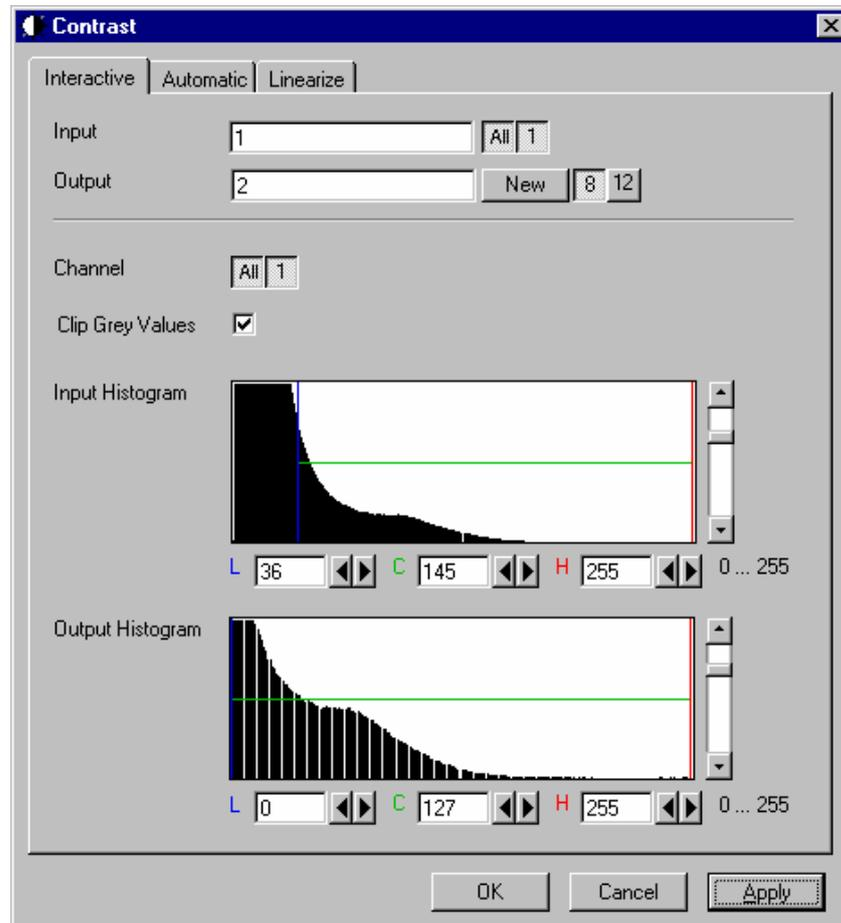 Contrast
Interactive Automatic Linearize
Input 1 All 1
Output 2 New 8 12
Channel All 1
Clip Grey Values
Input Histogram
L 36 C 145 H 255 0 ... 255
Output Histogram
L 0 C 127 H 255 0 ... 255
OK Cancel Apply